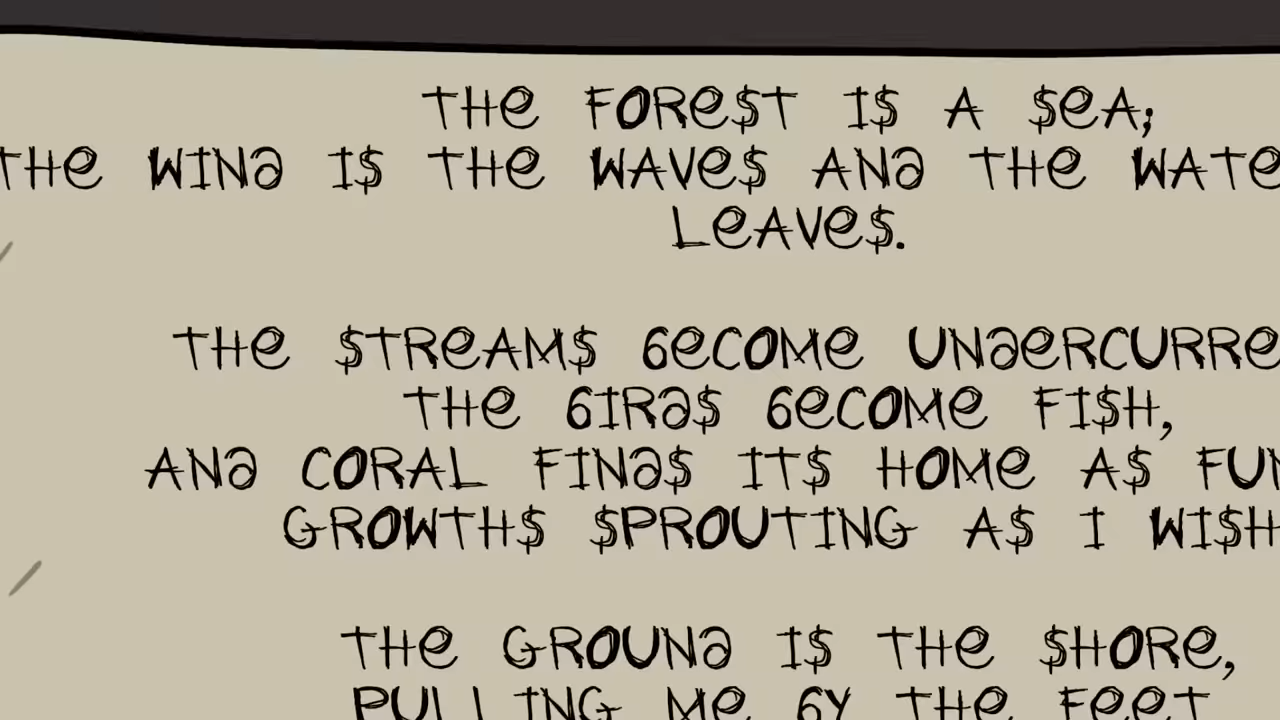 THE FOREST IS A SEA;
THE WIND IS THE WAVES AND THE
LEAVES.
THE STREAMS BECOME
THE BIRDS BECOME FISH,
AND CORAL FINDS ITS HOME AS
GROWTHS SPROUTING AS I WISH
THE GROUND IS THE SHORE,
PULLING ME BY THE FEET